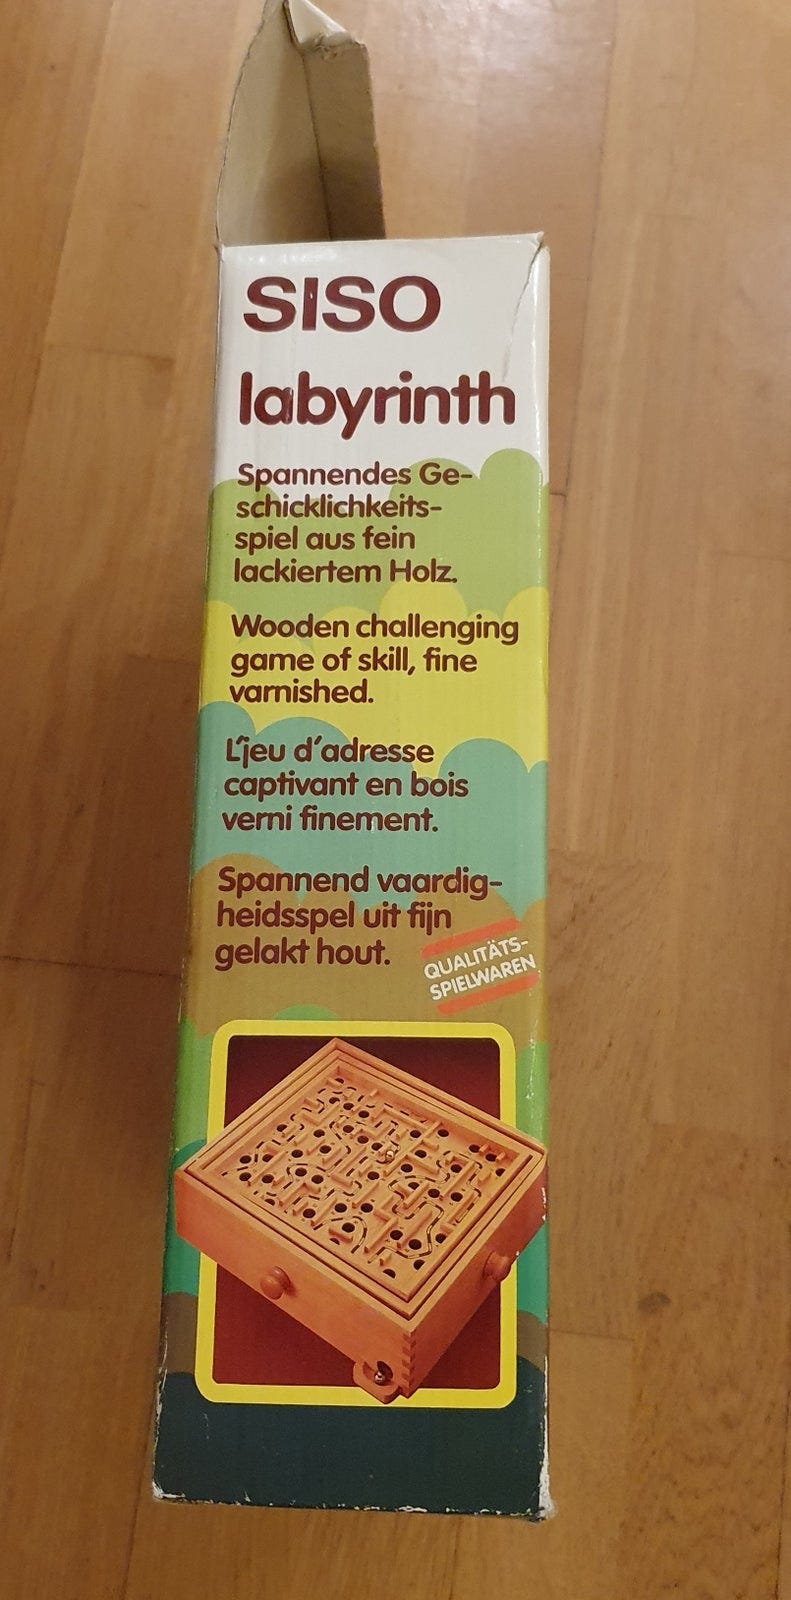 SISO
labyrinth
Spannendes Ge-
schicklichkeits-
spiel aus fein
lackiertem Holz.
Wooden challenging
game of skill, fine
varnished.
L'jeu d'adresse
captivant en bois
verni finement.
Spannend vaardig-
heidsspel uit fijn
gelakt hout.
QUALITÄTS-
SPIELWAREN